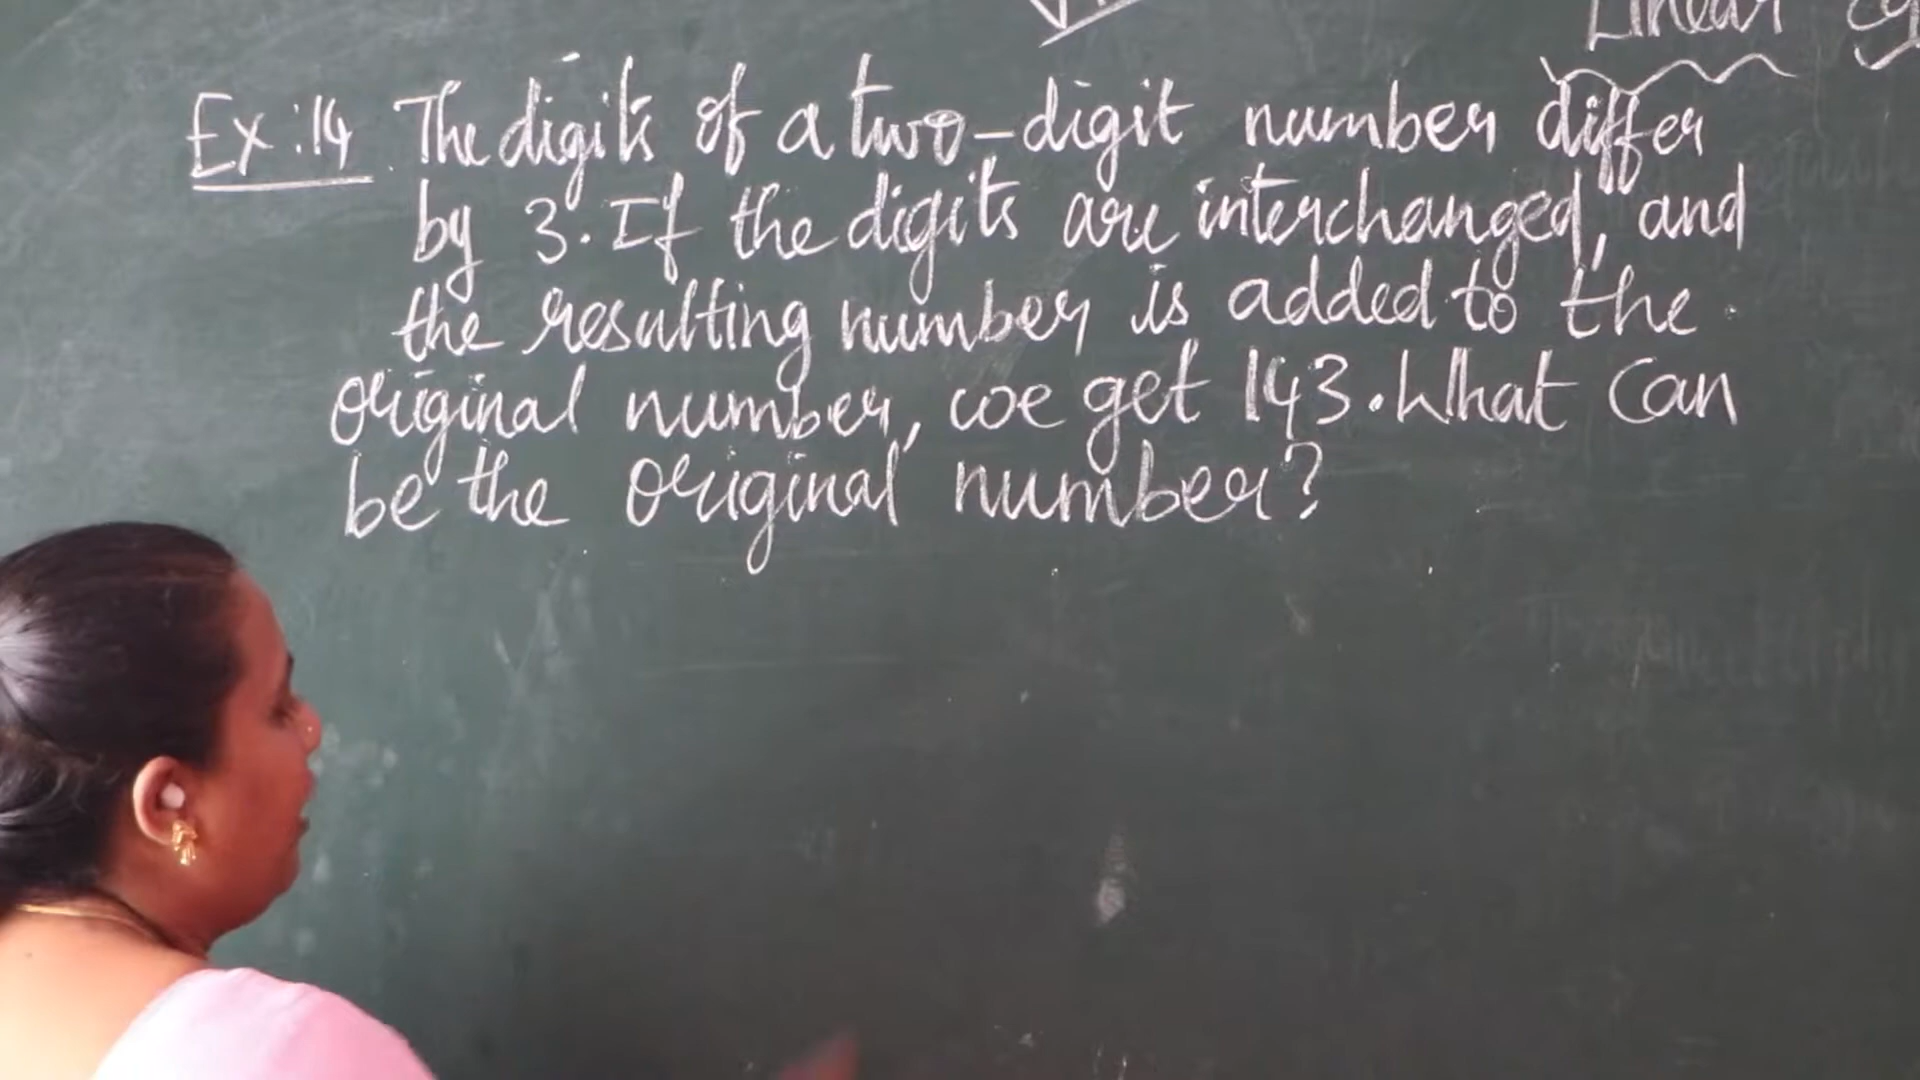 Linear
Ex:14 The digits of a two-digit number differ
by 3. If the digits are interchanged, and
the resulting number is added to the
original number, we get 143. What can
be the original number?